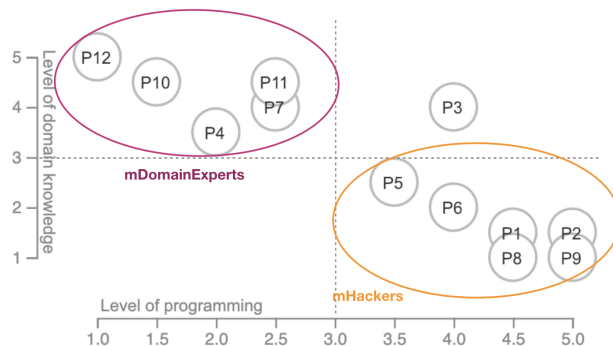 P12
5
P10
P11
P7
P3
4
P4
Level of domain knowledge
3
mDomainExperts
P5
P6
2
P1
P2
P8
P9
1
mHackers
Level of programming
1.0 1.5 2.0 2.5 3.0 3.5 4.0 4.5 5.0